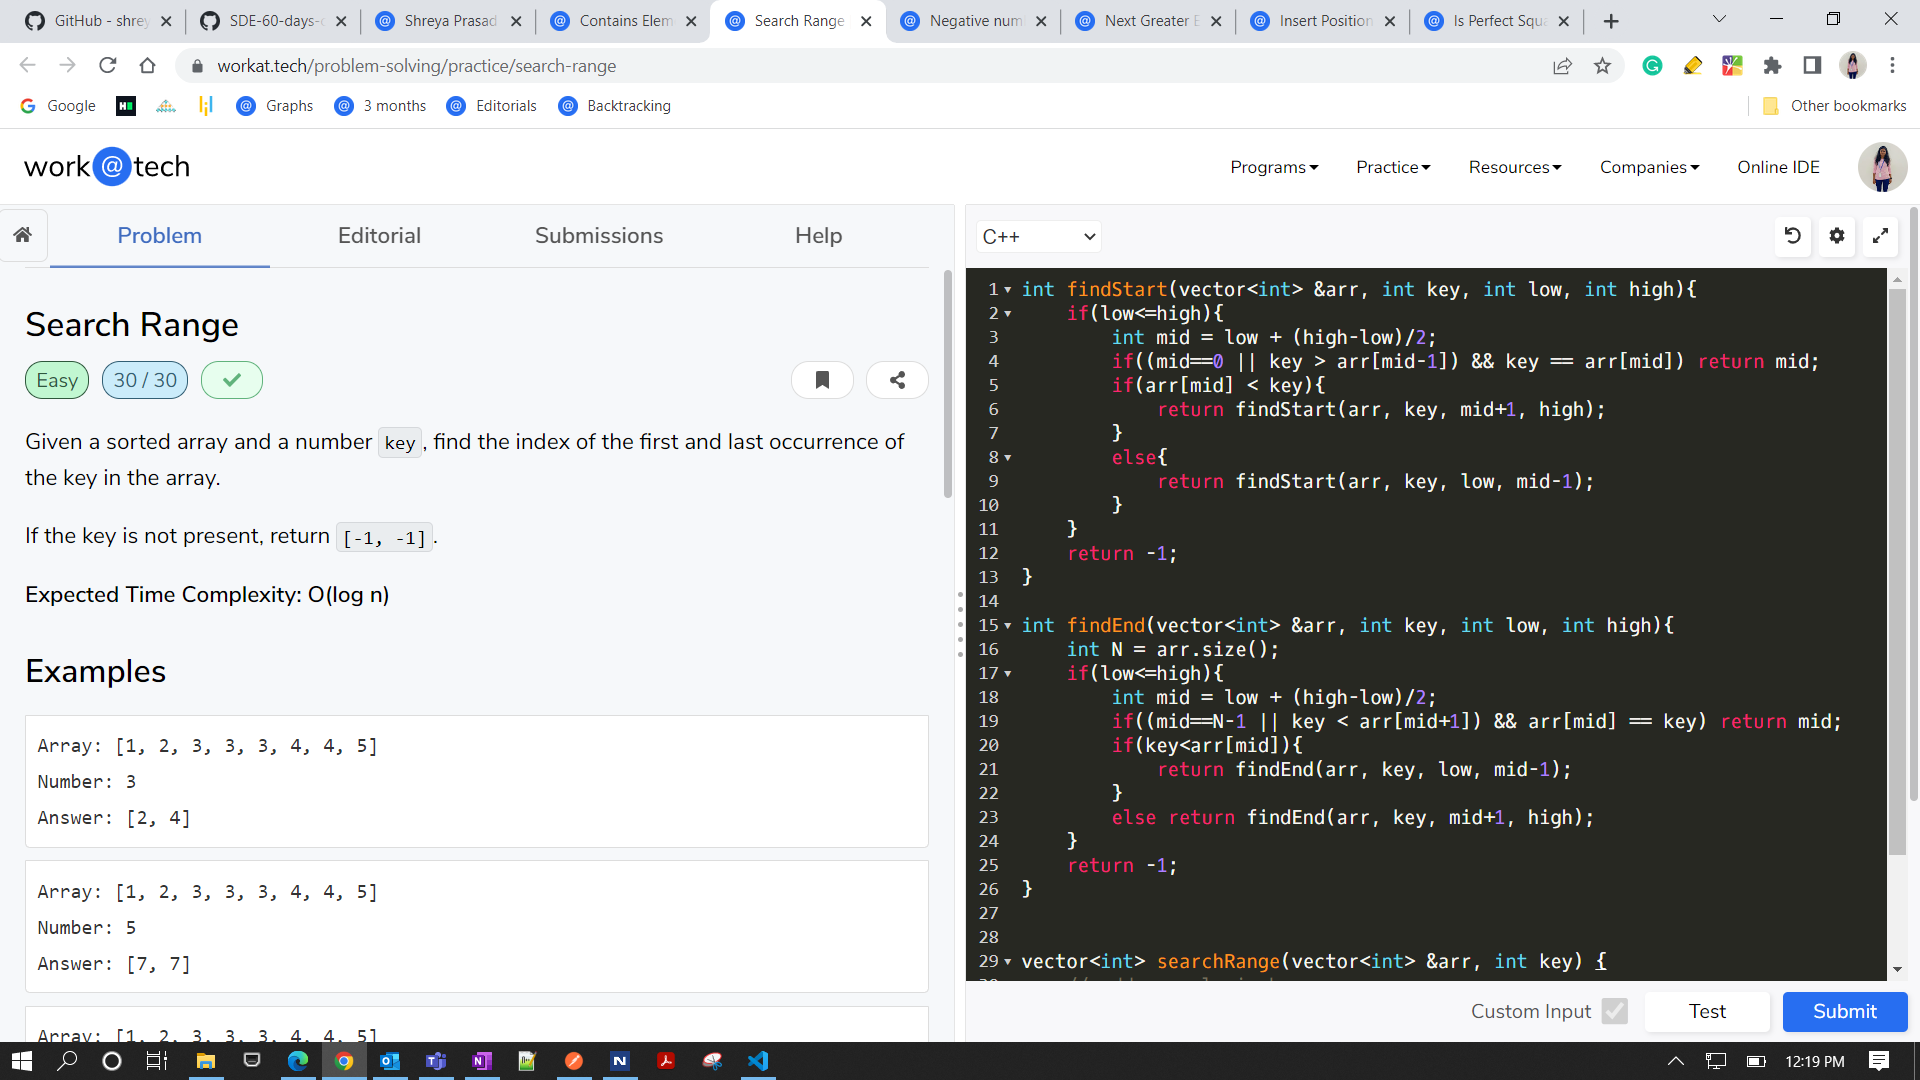 GitHub - shrey
SDE-60-days-
Shreya Prasad
Contains Elem
Search Range
Negative num
Next Greater E
Insert Position
Is Perfect Squa
workat.tech/problem-solving/practice/search-range
Google
Graphs
3 months
Editorials
Backtracking
Other bookmarks
work@tech
Programs
Practice
Resources
Companies
Online IDE
Problem
Editorial
Submissions
Help
Search Range
Easy
30 / 30
Given a sorted array and a number key, find the index of the first and last occurrence of
the key in the array.
If the key is not present, return [-1, -1].
Expected Time Complexity: O(log n)
Examples
Array: [1, 2, 3, 3, 3, 4, 4, 5]
Number: 3
Answer: [2, 4]
Array: [1, 2, 3, 3, 3, 4, 4, 5]
Number: 5
Answer: [7, 7]
Array: [1, 2, 3, 3, 3, 4, 4, 5]
C++
1 int findStart(vector<int> &arr, int key, int low, int high){
2 if(low<=high){
3 int mid = low + (high-low)/2;
4 if((mid==0 || key > arr[mid-1]) && key == arr[mid]) return mid;
5 if(arr[mid] < key){
6 return findStart(arr, key, mid+1, high);
7 }
8 else{
9 return findStart(arr, key, low, mid-1);
10 }
11 }
12 return -1;
13 }
14
15 int findEnd(vector<int> &arr, int key, int low, int high){
16 int N = arr.size();
17 if(low<=high){
18 int mid = low + (high-low)/2;
19 if((mid==N-1 || key < arr[mid+1]) && arr[mid] == key) return mid;
20 if(key<arr[mid]){
21 return findEnd(arr, key, low, mid-1);
22 }
23 else return findEnd(arr, key, mid+1, high);
24 }
25 return -1;
26 }
27
28
29 vector<int> searchRange(vector<int> &arr, int key) {
Custom Input
Test
Submit
12:19 PM